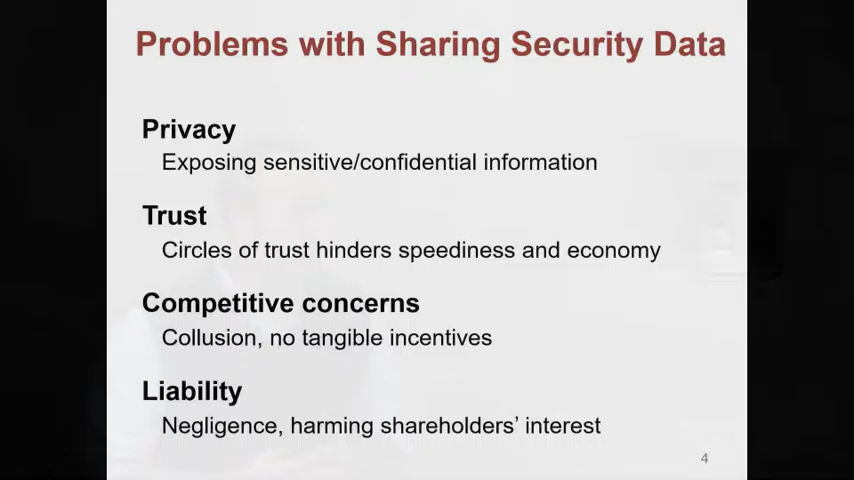 Problems with Sharing Security Data
Privacy
Exposing sensitive/confidential information
Trust
Circles of trust hinders speediness and economy
Competitive concerns
Collusion, no tangible incentives
Liability
Negligence, harming shareholders’ interest
4